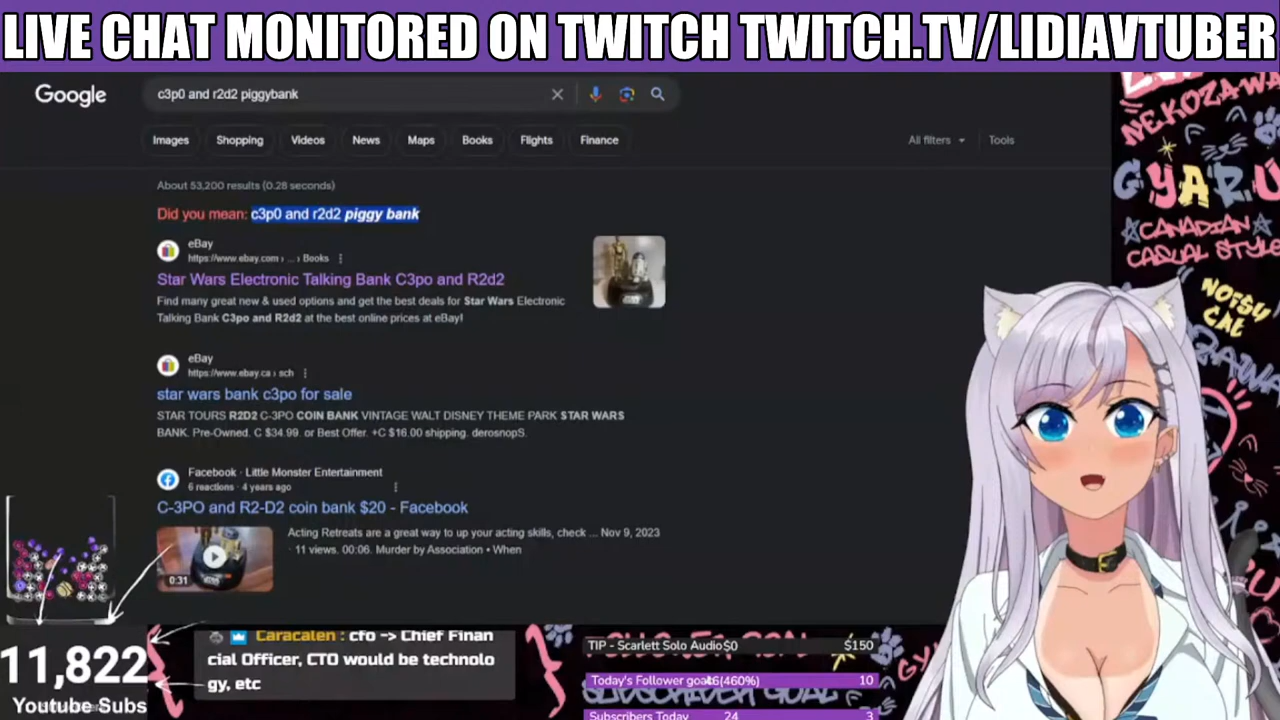 LIVE CHAT MONITORED ON TWITCH TWITCH.TV/LIDIAVTUBER
Google
c3p0 and r2d2 piggybank
Images
Shopping
Videos
News
Maps
Books
Flights
Finance
All filters
Tools
About 53,200 results (0.28 seconds)
Did you mean: c3p0 and r2d2 piggy bank
eBay
https://www.ebay.com › ... › Books
Star Wars Electronic Talking Bank C3po and R2d2
Find many great new & used options and get the best deals for Star Wars Electronic
Talking Bank C3po and R2d2 at the best online prices at eBay!
eBay
https://www.ebay.ca › sch
star wars bank c3po for sale
STAR TOURS R2D2 C-3PO COIN BANK VINTAGE WALT DISNEY THEME PARK STAR WARS
BANK. Pre-Owned. C $34.99. or Best Offer. +C $16.00 shipping. derosnopS.
Facebook · Little Monster Entertainment
6 reactions · 4 years ago
C-3PO and R2-D2 coin bank $20 - Facebook
Acting Retreats are a great way to up your acting skills, check ... Nov 9, 2023
· 11 views. 00:06. Murder by Association • When
0:31
NEKOZAWA
GYARU
CANADIAN
CASUAL STYLE
NOISY
CAT
11,822
Youtube Subs
Caracalen : cfo -> Chief Finan
cial Officer, CTO would be technolo
gy, etc
FOLLOWER GOAL
TIP - Scarlett Solo Audio $0 $150
Today's Follower goal 46 (460%) 10
SUBSCRIBER GOAL
Subscribers Today 24 3